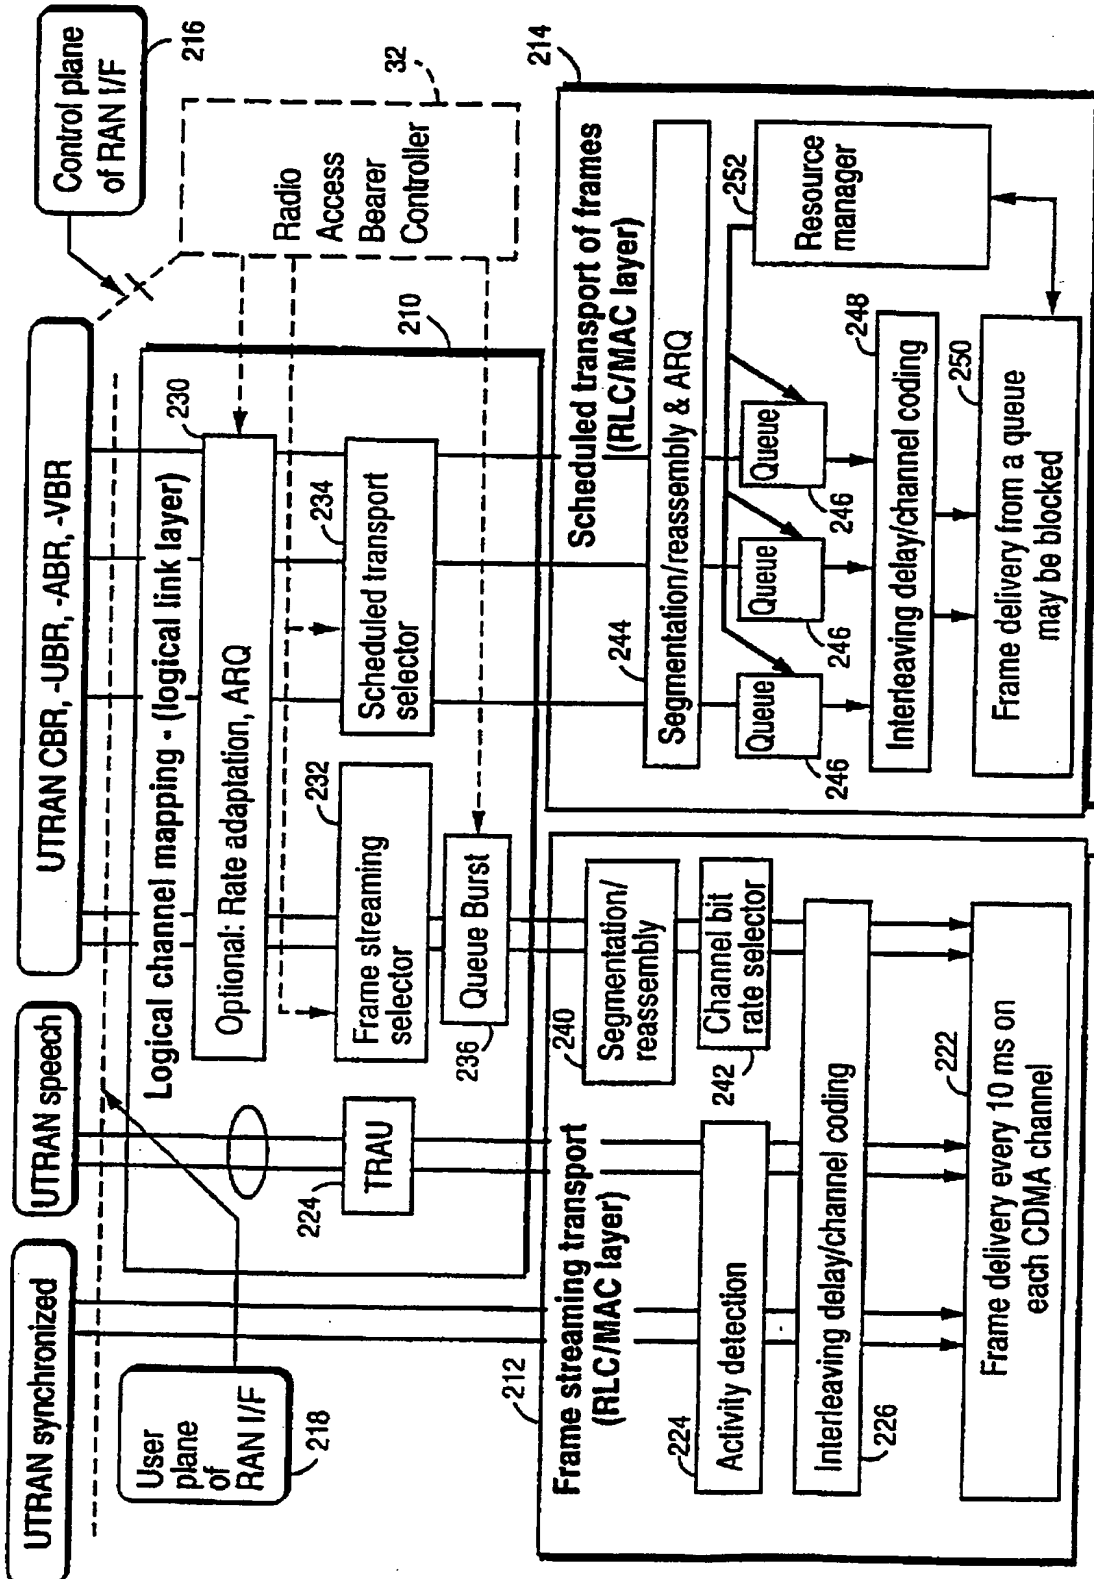 UTRAN synchronized
UTRAN speech
UTRAN CBR, -UBR, -ABR, -VBR
Control plane
of RAN I/F
216
User
plane
of
RAN I/F
218
Logical channel mapping - (logical link layer)
230
210
32
Radio
Access
Bearer
Controller
Optional: Rate adaptation, ARQ
224
TRAU
232
Frame streaming
selector
234
Scheduled transport
selector
236
Queue Burst
212
Frame streaming transport
(RLC/MAC layer)
224
Activity detection
240
Segmentation/
reassembly
242
Channel bit
rate selector
Interleaving delay/channel coding
226
222
Frame delivery every 10 ms on
each CDMA channel
214
Scheduled transport of frames
(RLC/MAC layer)
244
Segmentation/reassembly & ARQ
Queue
246
Queue
246
Queue
246
252
Resource
manager
248
Interleaving delay/channel coding
250
Frame delivery from a queue
may be blocked